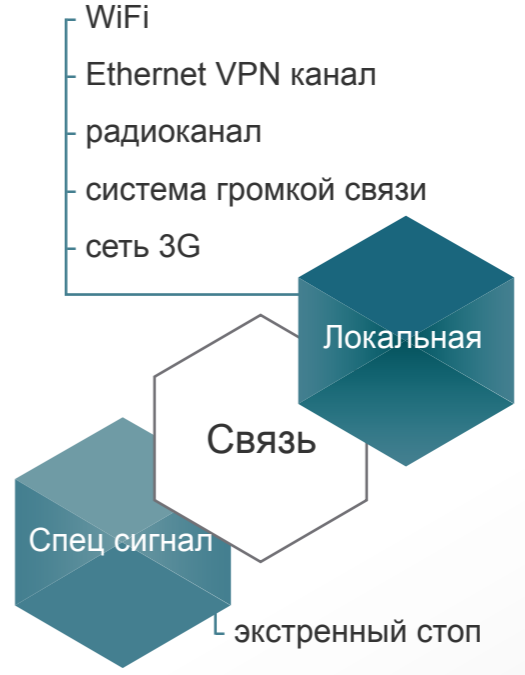 WiFi
Ethernet VPN канал
радиоканал
система громкой связи
сеть 3G
Локальная
Связь
Спец сигнал
экстренный стоп